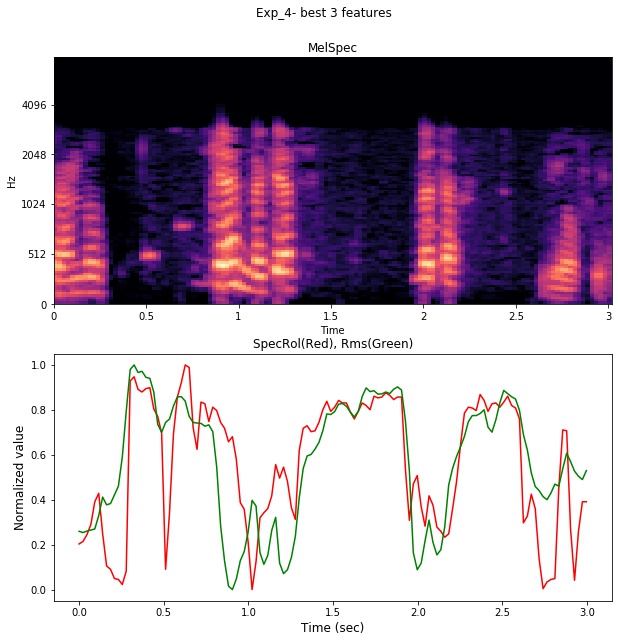 Exp_4- best 3 features
MelSpec
Hz
4096
2048
1024
512
0
0 0.5 1 1.5 2 2.5 3
Time
SpecRol(Red), Rms(Green)
Normalized value
1.0
0.8
0.6
0.4
0.2
0.0
0.0 0.5 1.0 1.5 2.0 2.5 3.0
Time (sec)